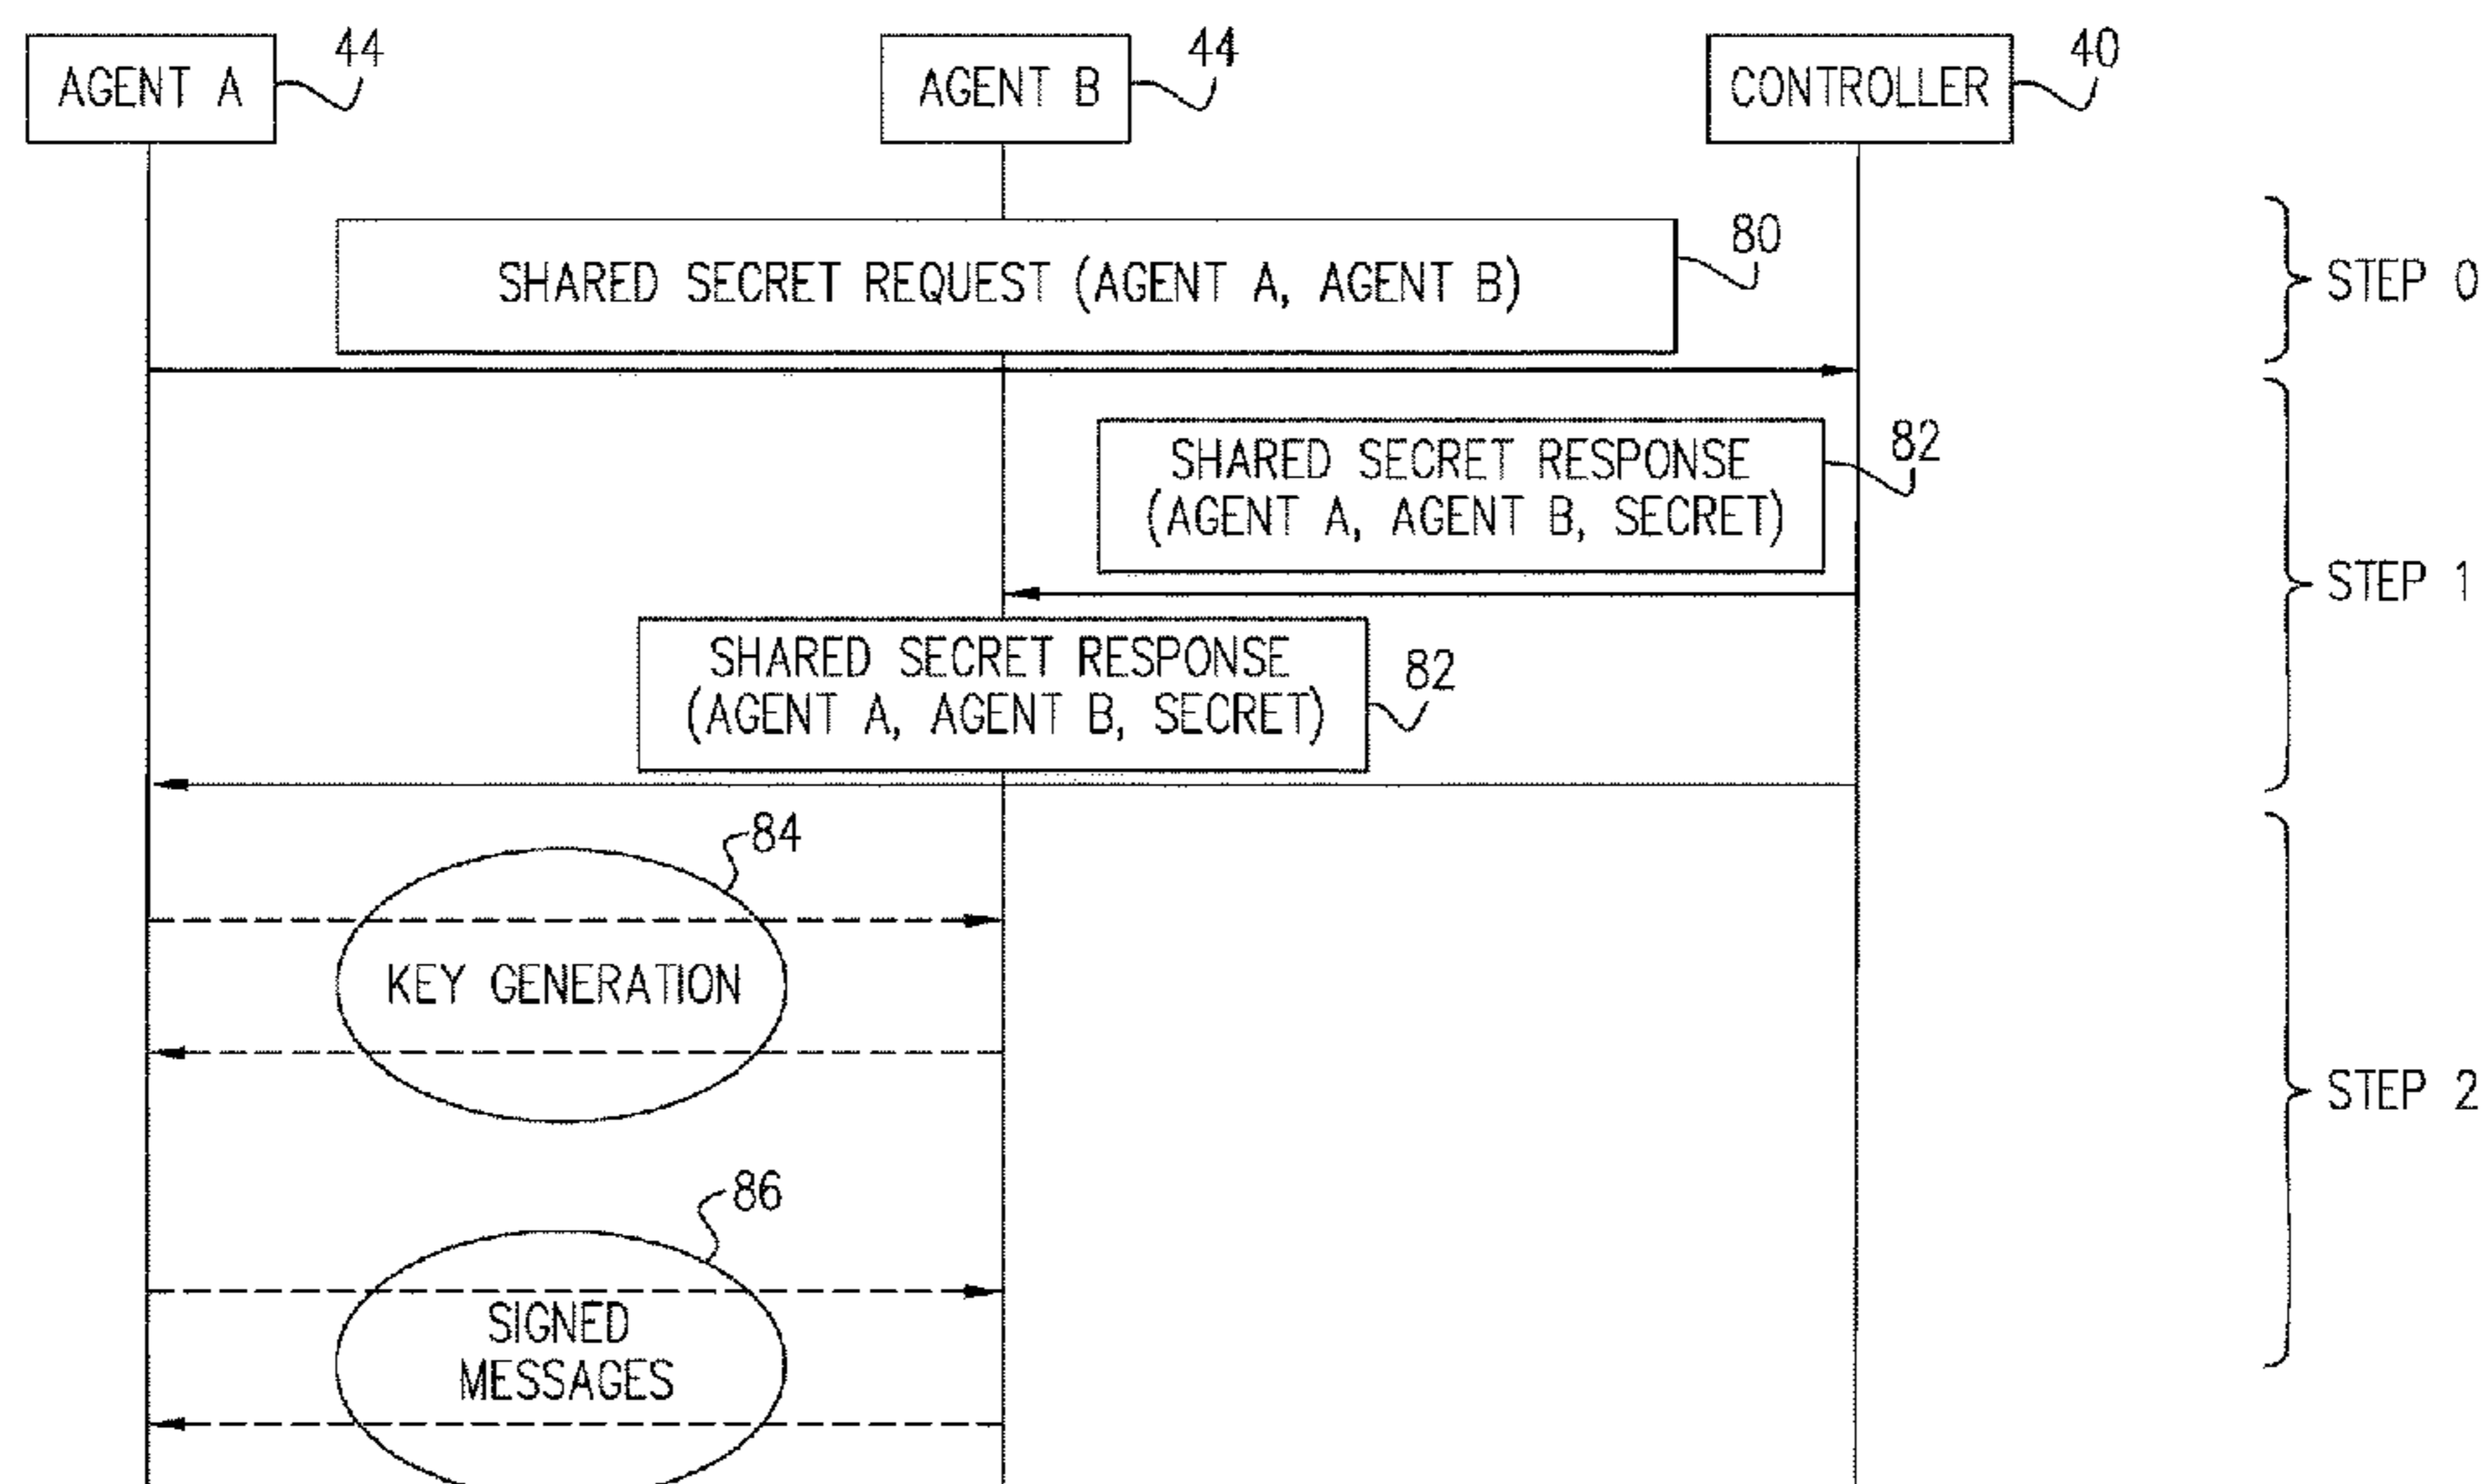 44
44
40
AGENT A
AGENT B
CONTROLLER
80
SHARED SECRET REQUEST (AGENT A, AGENT B)
STEP 0
82
SHARED SECRET RESPONSE
(AGENT A, AGENT B, SECRET)
STEP 1
SHARED SECRET RESPONSE
(AGENT A, AGENT B, SECRET)
82
84
KEY GENERATION
STEP 2
86
SIGNED
MESSAGES